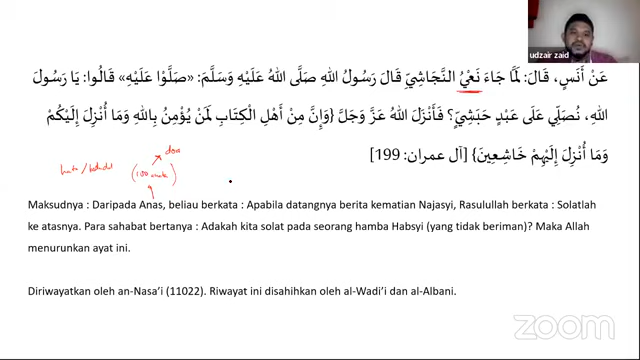 udzair zaid
عَنْ أَنَسٍ، قَالَ: لَمَّا جَاءَ نَعْيُ النَّجَاشِيِّ قَالَ رَسُولُ اللهِ صَلَّى اللهُ عَلَيْهِ وَسَلَّمَ: «صَلُّوا عَلَيْهِ» قَالُوا: يَا رَسُولَ
اللهِ، نُصَلِّي عَلَى عَبْدٍ حَبَشِيٍّ؟ فَأَنْزَلَ اللهُ عَزَّ وَجَلَّ {وَإِنَّ مِنْ أَهْلِ الْكِتَابِ لَمَنْ يُؤْمِنُ بِاللهِ وَمَا أُنْزِلَ إِلَيْكُمْ
وَمَا أُنْزِلَ إِلَيْهِمْ خَاشِعِينَ} [آل عمران: 199]
dosa
(100
Maksudnya : Daripada Anas, beliau berkata : Apabila datangnya berita kematian Najasyi, Rasulullah berkata : Solatlah
ke atasnya. Para sahabat bertanya : Adakah kita solat pada seorang hamba Habsyi (yang tidak beriman)? Maka Allah
menurunkan ayat ini.
Diriwayatkan oleh an-Nasa’i (11022). Riwayat ini disahihkan oleh al-Wadi’i dan al-Albani.
zoom